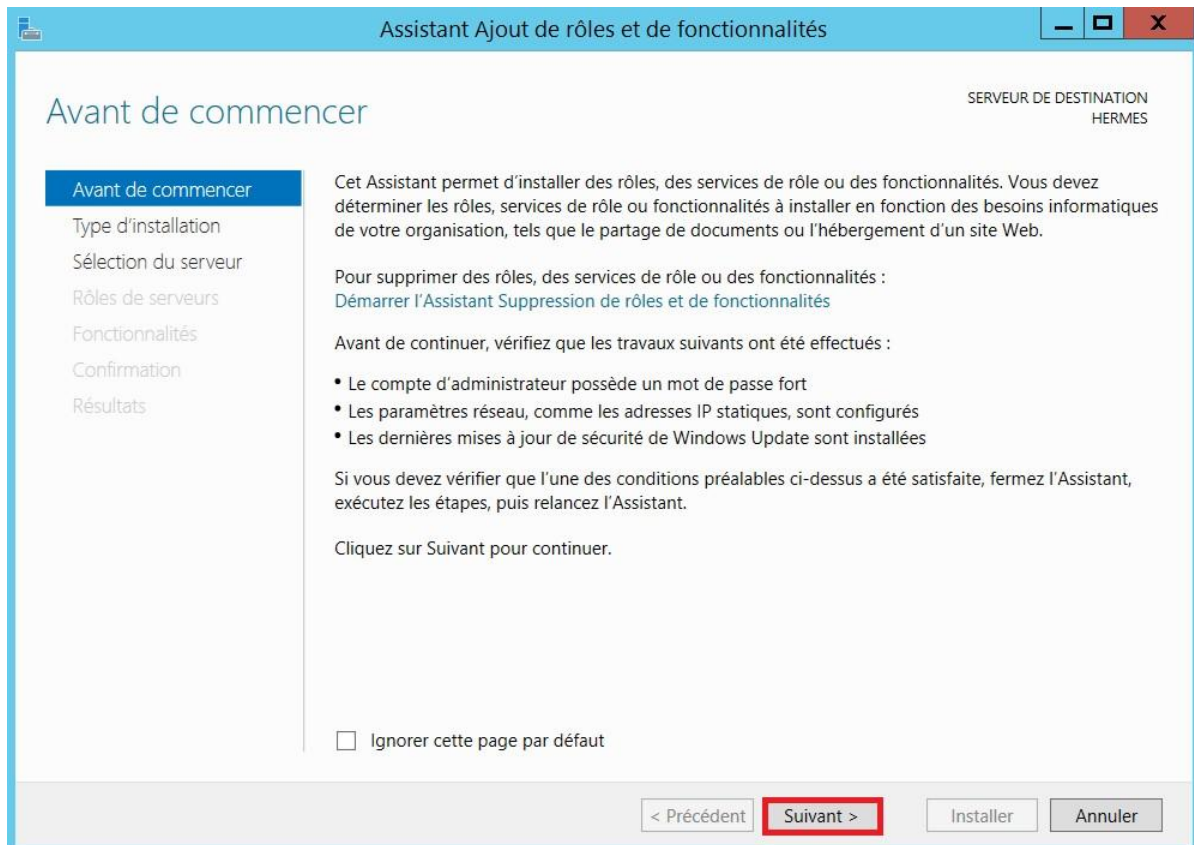 Assistant Ajout de rôles et de fonctionnalités
Avant de commencer
SERVEUR DE DESTINATION
HERMES
Avant de commencer
Type d'installation
Sélection du serveur
Rôles de serveurs
Fonctionnalités
Confirmation
Résultats
Cet Assistant permet d'installer des rôles, des services de rôle ou des fonctionnalités. Vous devez
déterminer les rôles, services de rôle ou fonctionnalités à installer en fonction des besoins informatiques
de votre organisation, tels que le partage de documents ou l'hébergement d'un site Web.
Pour supprimer des rôles, des services de rôle ou des fonctionnalités :
Démarrer l'Assistant Suppression de rôles et de fonctionnalités
Avant de continuer, vérifiez que les travaux suivants ont été effectués :
• Le compte d'administrateur possède un mot de passe fort
• Les paramètres réseau, comme les adresses IP statiques, sont configurés
• Les dernières mises à jour de sécurité de Windows Update sont installées
Si vous devez vérifier que l'une des conditions préalables ci-dessus a été satisfaite, fermez l'Assistant,
exécutez les étapes, puis relancez l'Assistant.
Cliquez sur Suivant pour continuer.
Ignorer cette page par défaut
< Précédent
Suivant >
Installer
Annuler